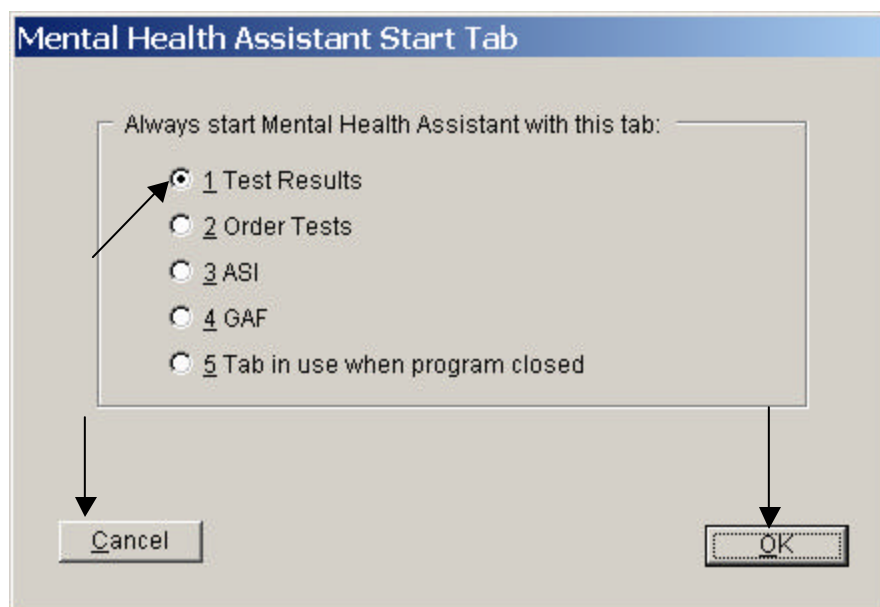 Mental Health Assistant Start Tab
Always start Mental Health Assistant with this tab:
1 Test Results
2 Order Tests
3 ASI
4 GAF
5 Tab in use when program closed
Cancel
OK